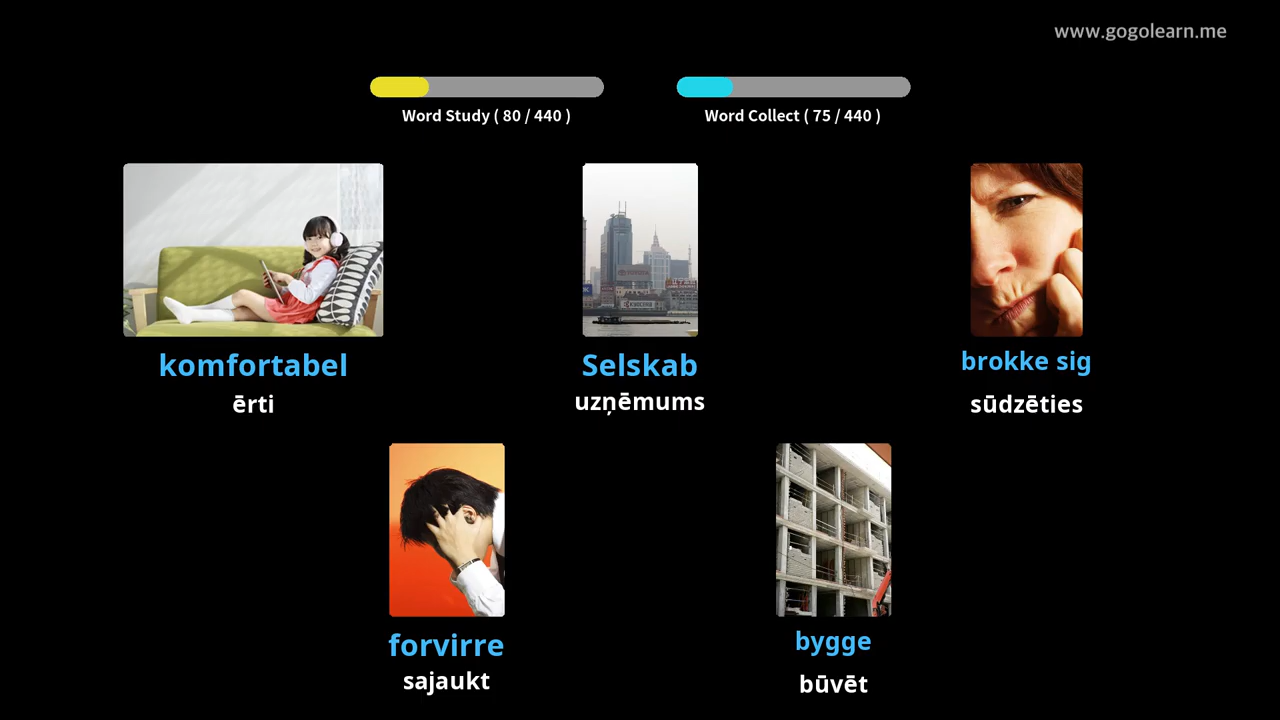 www.gogolearn.me
Word Study ( 80 / 440 )
Word Collect ( 75 / 440 )
komfortabel
ērti
Selskab
uzņēmums
brokke sig
sūdzēties
forvirre
sajaukt
bygge
būvēt